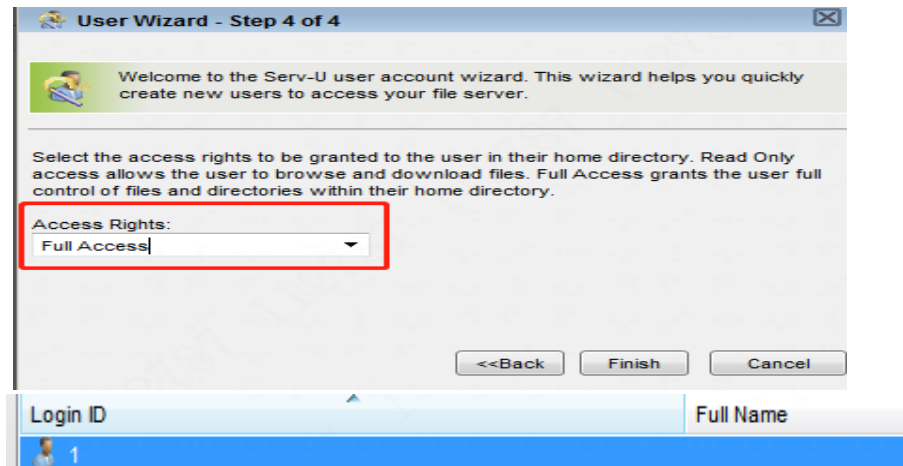 User Wizard - Step 4 of 4
Welcome to the Serv-U user account wizard. This wizard helps you quickly
create new users to access your file server.
Select the access rights to be granted to the user in their home directory. Read Only
access allows the user to browse and download files. Full Access grants the user full
control of files and directories within their home directory.
Access Rights:
Full Access
<<Back Finish Cancel
Login ID Full Name
1